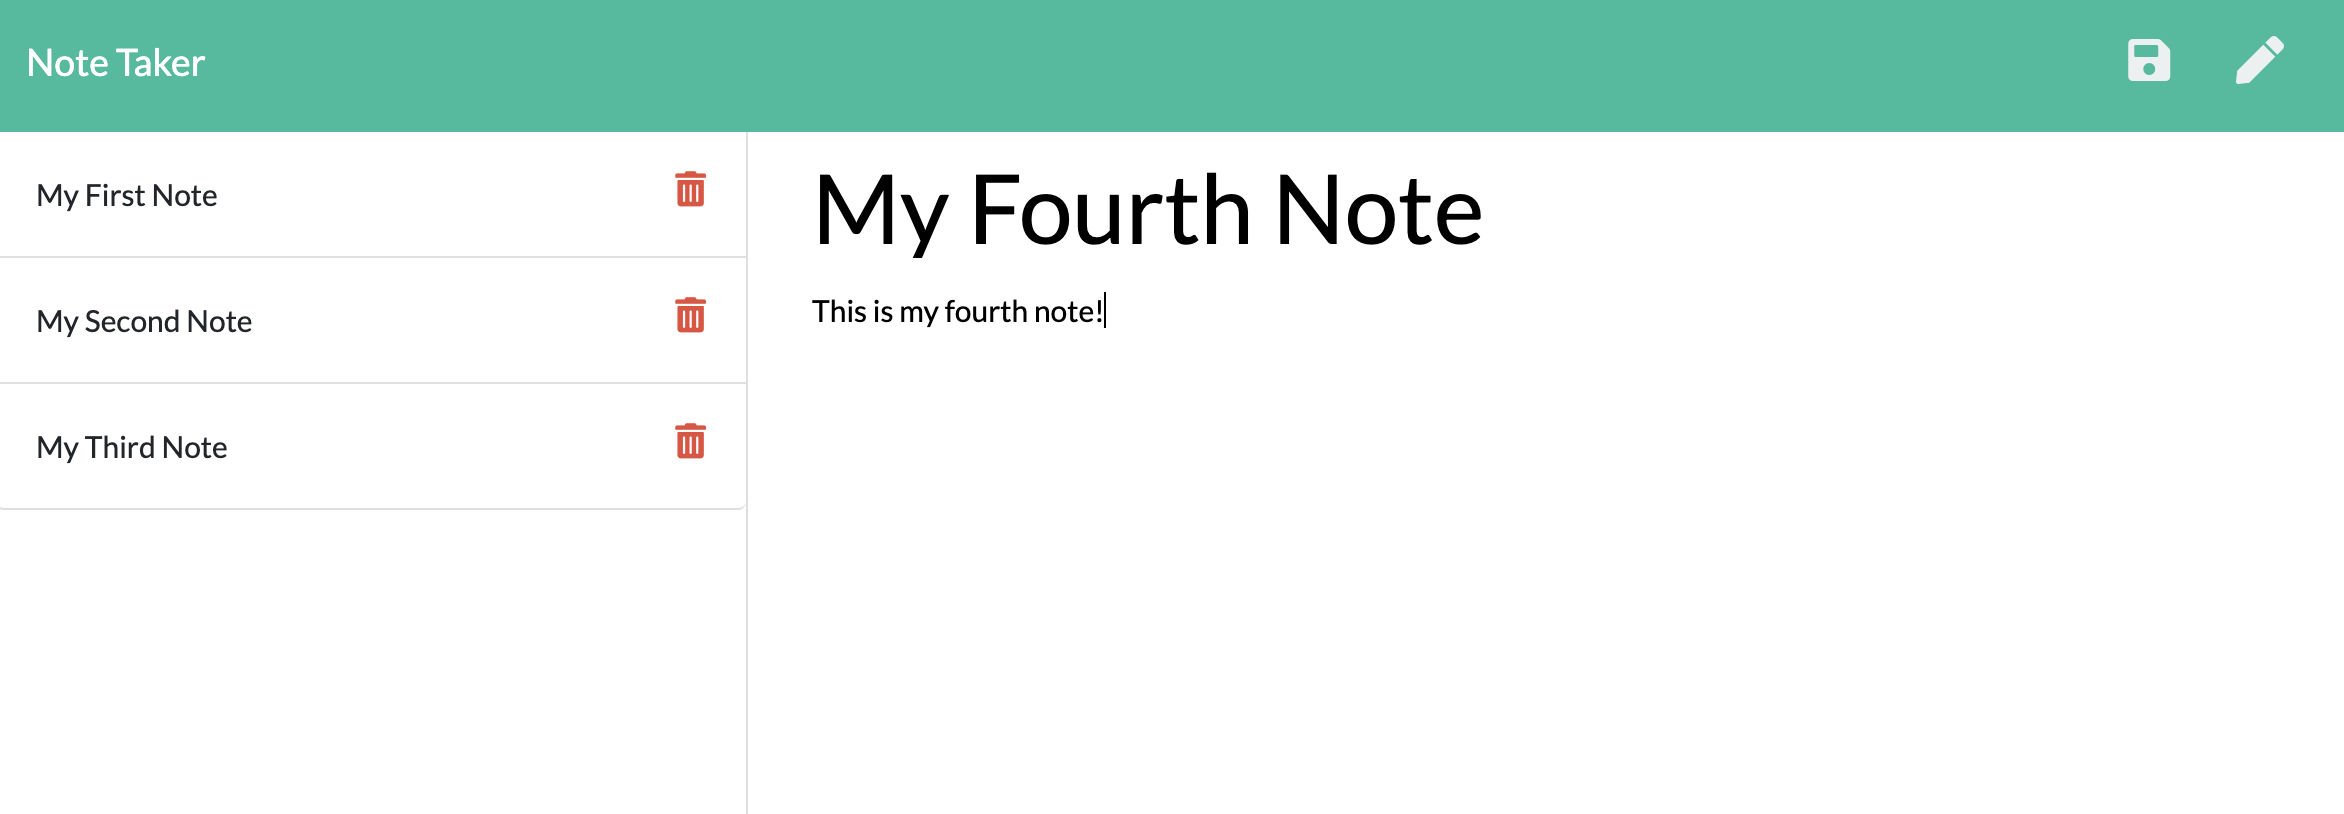 Note Taker
My First Note
My Second Note
My Third Note
My Fourth Note
This is my fourth note!